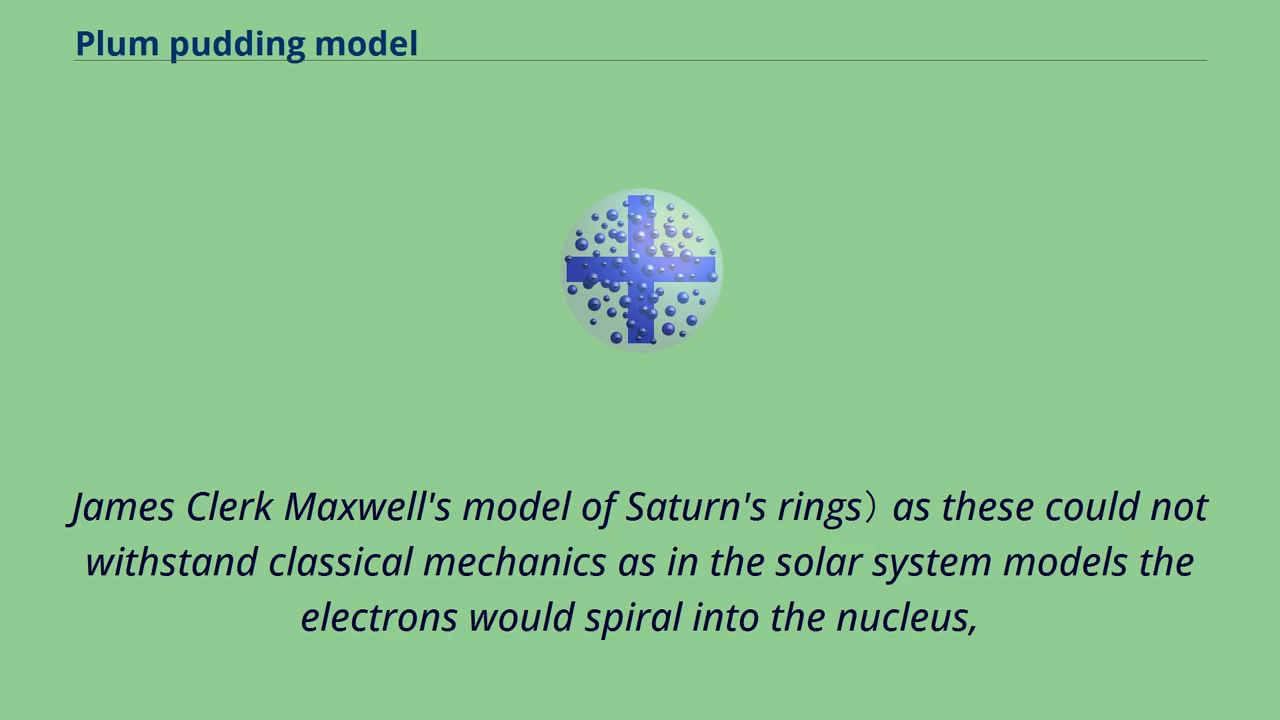 Plum pudding model
James Clerk Maxwell's model of Saturn's rings） as these could not
withstand classical mechanics as in the solar system models the
electrons would spiral into the nucleus,